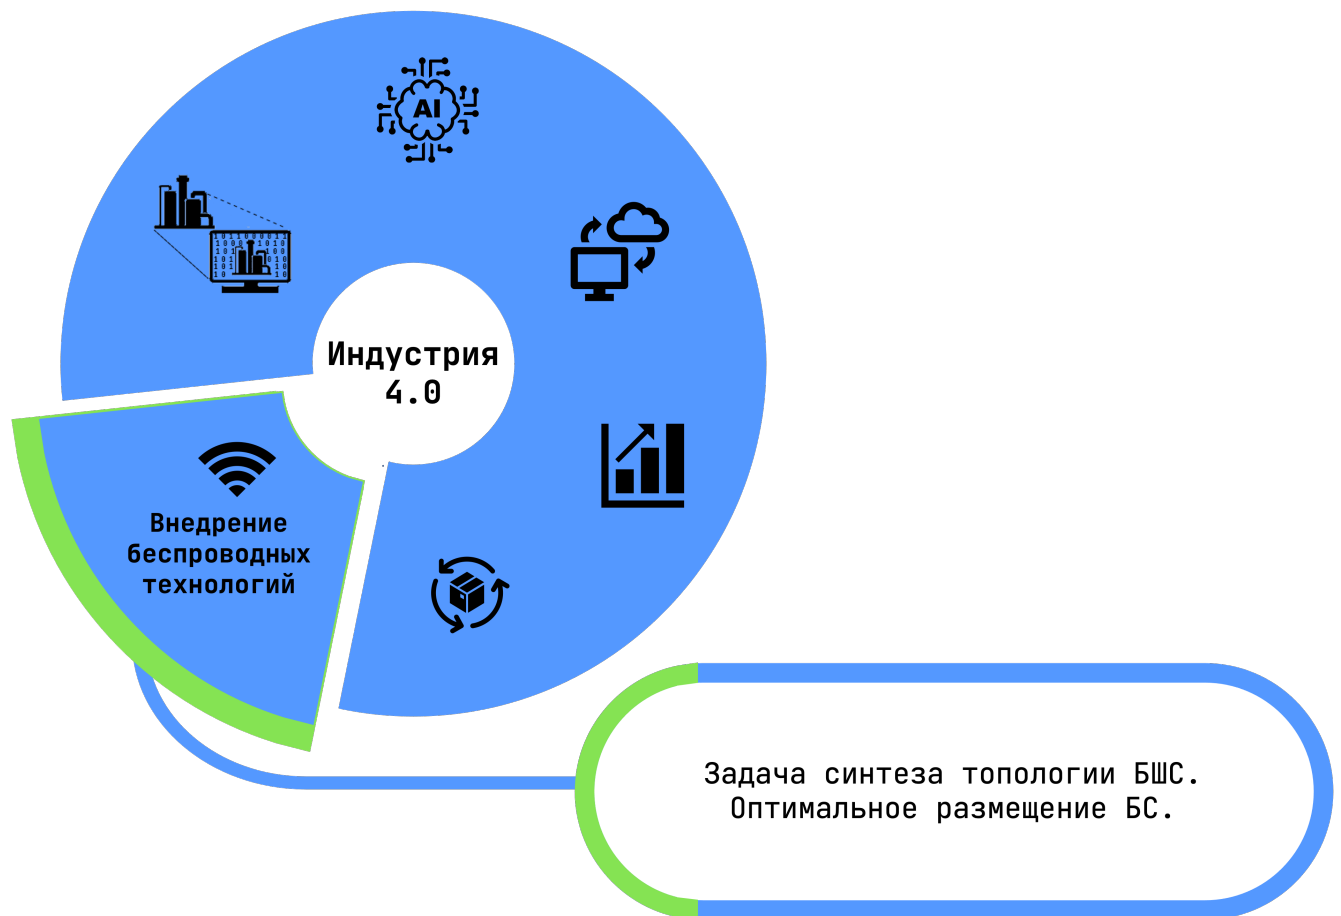 AI
Индустрия
4.0
Внедрение
беспроводных
технологий
Задача синтеза топологии БШС.
Оптимальное размещение БС.